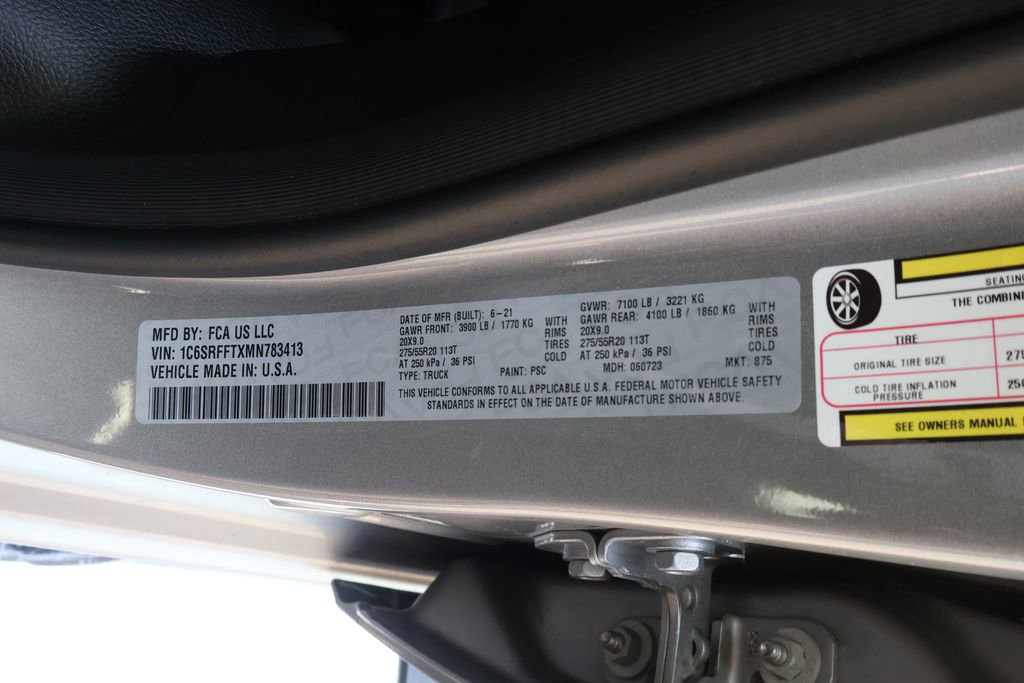 MFD BY: FCA US LLC
VIN: 1C6SRFFTXMN783413
VEHICLE MADE IN: U.S.A.
DATE OF MFR (BUILT): 6-21
GAWR FRONT: 3900 LB / 1770 KG WITH
20X9.0 RIMS
275/55R20 113T TIRES
AT 250 kPa / 36 PSI COLD
TYPE: TRUCK
PAINT: PSC
GVWR: 7100 LB / 3221 KG
GAWR REAR: 4100 LB / 1860 KG WITH
20X9.0 RIMS
275/55R20 113T TIRES
AT 250 kPa / 36 PSI COLD
MDH: 060723 MKT: 875
THIS VEHICLE CONFORMS TO ALL APPLICABLE U.S.A. FEDERAL MOTOR VEHICLE SAFETY
STANDARDS IN EFFECT ON THE DATE OF MANUFACTURE SHOWN ABOVE.
SEATING
THE COMBINE
TIRE
ORIGINAL TIRE SIZE 275
COLD TIRE INFLATION
PRESSURE 250
SEE OWNERS MANUAL